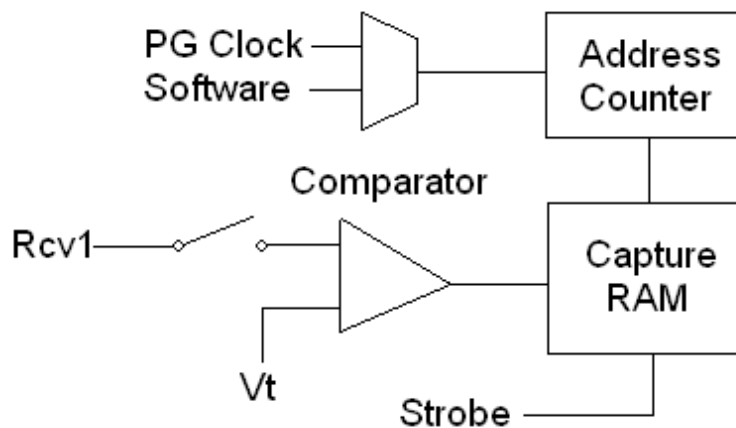 PG Clock
Software
Address
Counter
Comparator
Rcv1
Capture
RAM
Vt
Strobe